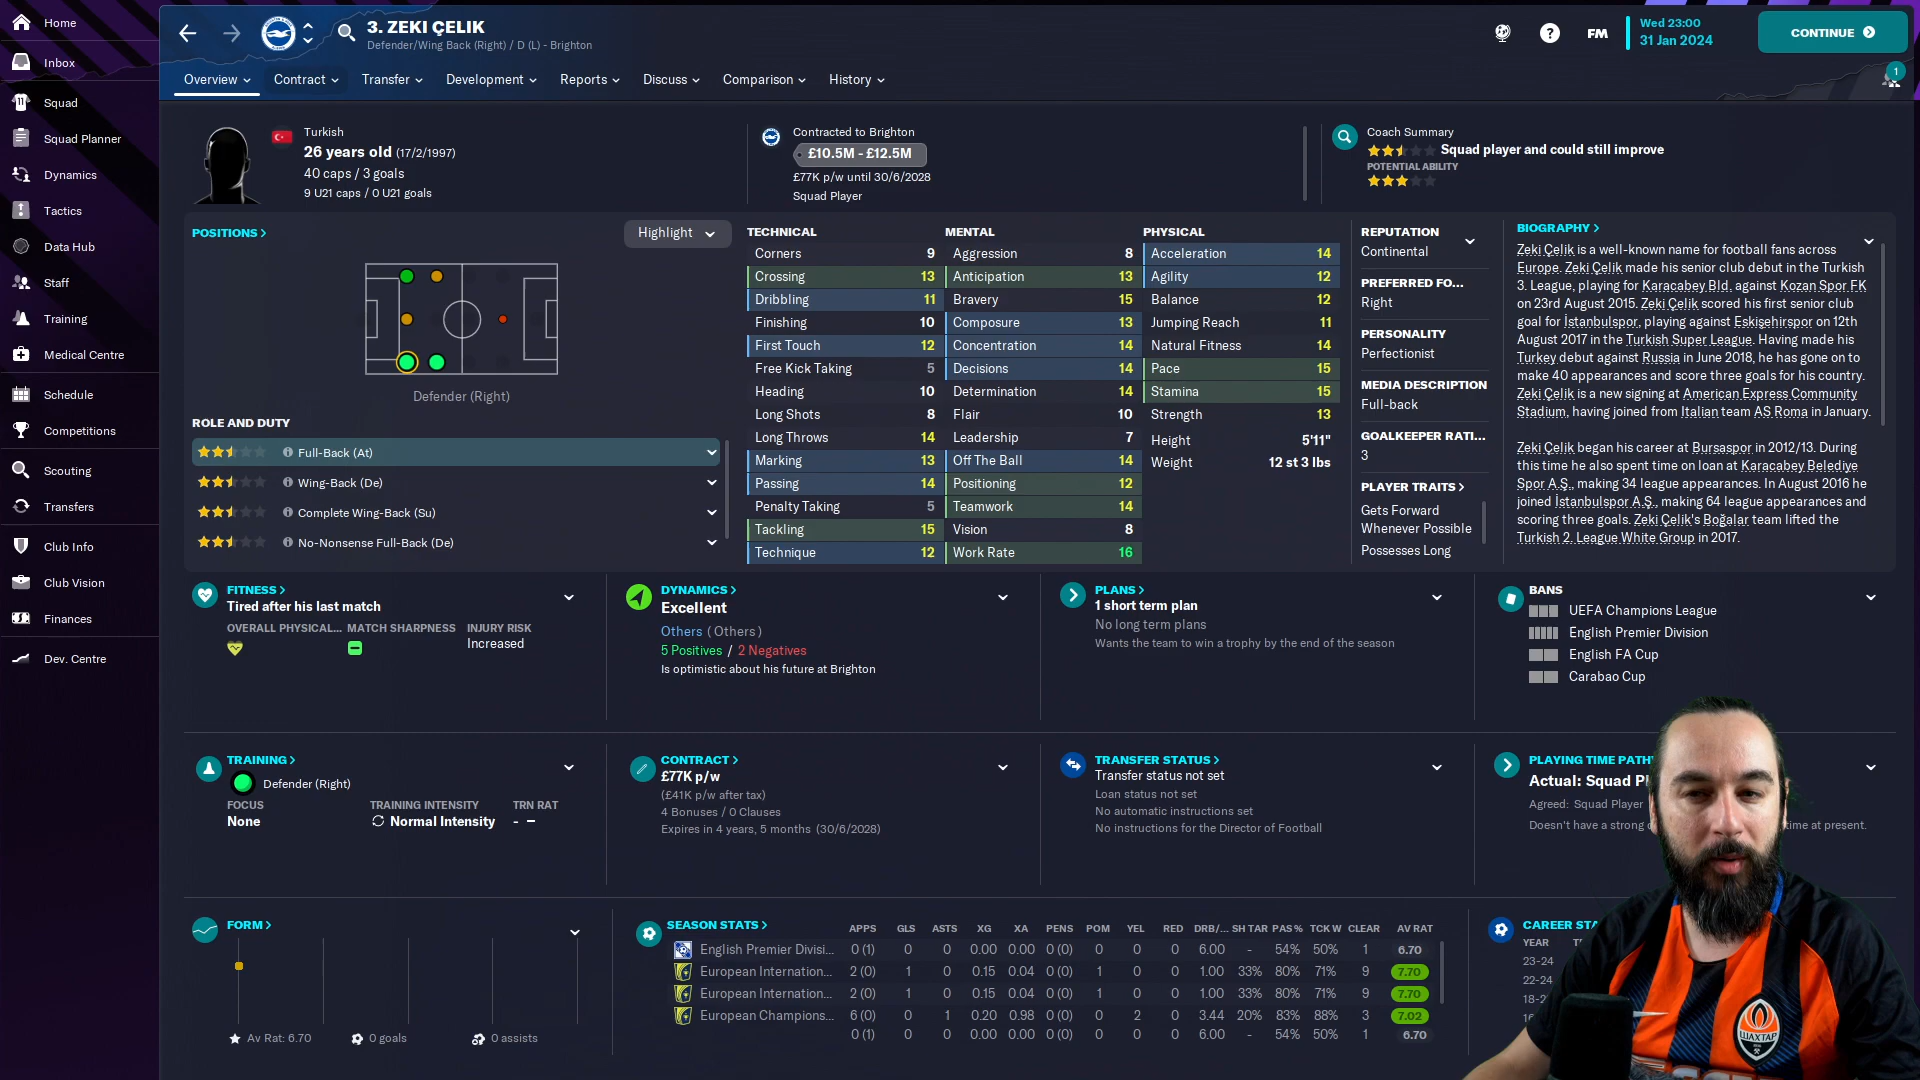 Home
Inbox
Squad
Squad Planner
Dynamics
Tactics
Data Hub
Staff
Training
Medical Centre
Schedule
Competitions
Scouting
Transfers
Club Info
Club Vision
Finances
Dev. Centre
3. ZEKI ÇELIK
Defender/Wing Back (Right) / D (L) - Brighton
?
FM
Wed 23:00
31 Jan 2024
CONTINUE
Overview
Contract
Transfer
Development
Reports
Discuss
Comparison
History
1
Turkish
26 years old (17/2/1997)
40 caps / 3 goals
9 U21 caps / 0 U21 goals
Contracted to Brighton
£10.5M - £12.5M
£77K p/w until 30/6/2028
Squad Player
Coach Summary
Squad player and could still improve
POTENTIAL ABILITY
POSITIONS
Highlight
Defender (Right)
ROLE AND DUTY
Full-Back (At)
Wing-Back (De)
Complete Wing-Back (Su)
No-Nonsense Full-Back (De)
TECHNICAL
Corners 9
Crossing 13
Dribbling 11
Finishing 10
First Touch 12
Free Kick Taking 5
Heading 10
Long Shots 8
Long Throws 14
Marking 13
Passing 14
Penalty Taking 5
Tackling 15
Technique 12
MENTAL
Aggression 8
Anticipation 13
Bravery 15
Composure 13
Concentration 14
Decisions 14
Determination 14
Flair 10
Leadership 7
Off The Ball 14
Positioning 12
Teamwork 14
Vision 8
Work Rate 16
PHYSICAL
Acceleration 14
Agility 12
Balance 12
Jumping Reach 11
Natural Fitness 14
Pace 15
Stamina 15
Strength 13
Height 5'11"
Weight 12 st 3 lbs
REPUTATION
Continental
PREFERRED FO...
Right
PERSONALITY
Perfectionist
MEDIA DESCRIPTION
Full-back
GOALKEEPER RATI...
3
PLAYER TRAITS
Gets Forward
Whenever Possible
Possesses Long
BIOGRAPHY
Zeki Çelik is a well-known name for football fans across
Europe. Zeki Çelik made his senior club debut in the Turkish
3. League, playing for Karacabey Bld. against Kozan Spor FK
on 23rd August 2015. Zeki Çelik scored his first senior club
goal for İstanbulspor, playing against Eskişehirspor on 12th
August 2017 in the Turkish Super League. Having made his
Turkey debut against Russia in June 2018, he has gone on to
make 40 appearances and score three goals for his country.
Zeki Çelik is a new signing at American Express Community
Stadium, having joined from Italian team AS Roma in January.
Zeki Çelik began his career at Bursaspor in 2012/13. During
this time he also spent time on loan at Karacabey Belediye
Spor A.Ş., making 34 league appearances. In August 2016 he
joined İstanbulspor A.Ş., making 64 league appearances and
scoring three goals. Zeki Çelik's Boğalar team lifted the
Turkish 2. League White Group in 2017.
FITNESS
Tired after his last match
OVERALL PHYSICAL... MATCH SHARPNESS INJURY RISK
Increased
DYNAMICS
Excellent
Others ( Others )
5 Positives / 2 Negatives
Is optimistic about his future at Brighton
PLANS
1 short term plan
No long term plans
Wants the team to win a trophy by the end of the season
BANS
UEFA Champions League
English Premier Division
English FA Cup
Carabao Cup
TRAINING
Defender (Right)
FOCUS TRAINING INTENSITY TRN RAT
None Normal Intensity - -
CONTRACT
£77K p/w
(£41K p/w after tax)
4 Bonuses / 0 Clauses
Expires in 4 years, 5 months (30/6/2028)
TRANSFER STATUS
Transfer status not set
Loan status not set
No automatic instructions set
No instructions for the Director of Football
PLAYING TIME PATH
Actual: Squad Pl
Agreed: Squad Player
Doesn't have a strong time at present.
FORM
Av Rat: 6.70 0 goals 0 assists
SEASON STATS APPS GLS ASTS XG XA PENS POM YEL RED DRB/... SH TAR PAS % TCK W CLEAR AV RAT
English Premier Divisi... 0 (1) 0 0 0.00 0.00 0 (0) 0 0 0 6.00 - 54% 50% 1 6.70
European Internation... 2 (0) 1 0 0.15 0.04 0 (0) 1 0 0 1.00 33% 80% 71% 9 7.70
European Internation... 2 (0) 1 0 0.15 0.04 0 (0) 1 0 0 1.00 33% 80% 71% 9 7.70
European Champions... 6 (0) 0 1 0.20 0.98 0 (0) 0 2 0 3.44 20% 83% 88% 3 7.02
0 (1) 0 0 0.00 0.00 0 (0) 0 0 0 6.00 - 54% 50% 1 6.70
CAREER STA
YEAR
23-24
22-24
18-2
16
ШАХТАР